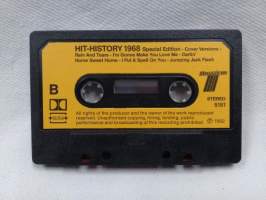 HIT-HISTORY 1968 Special Edition - Cover Versions -
Rain And Tears - I'm Gonna Make You Love Me - Darlin'
Home Sweet Home - I Put A Spell On You - Jumping Jack Flash
B
STEREO
All rights of the producer and the owner of the work reproduced
reserved. Unauthorised copying, hiring, lending, public
performance and broadcasting of this recording prohibited.